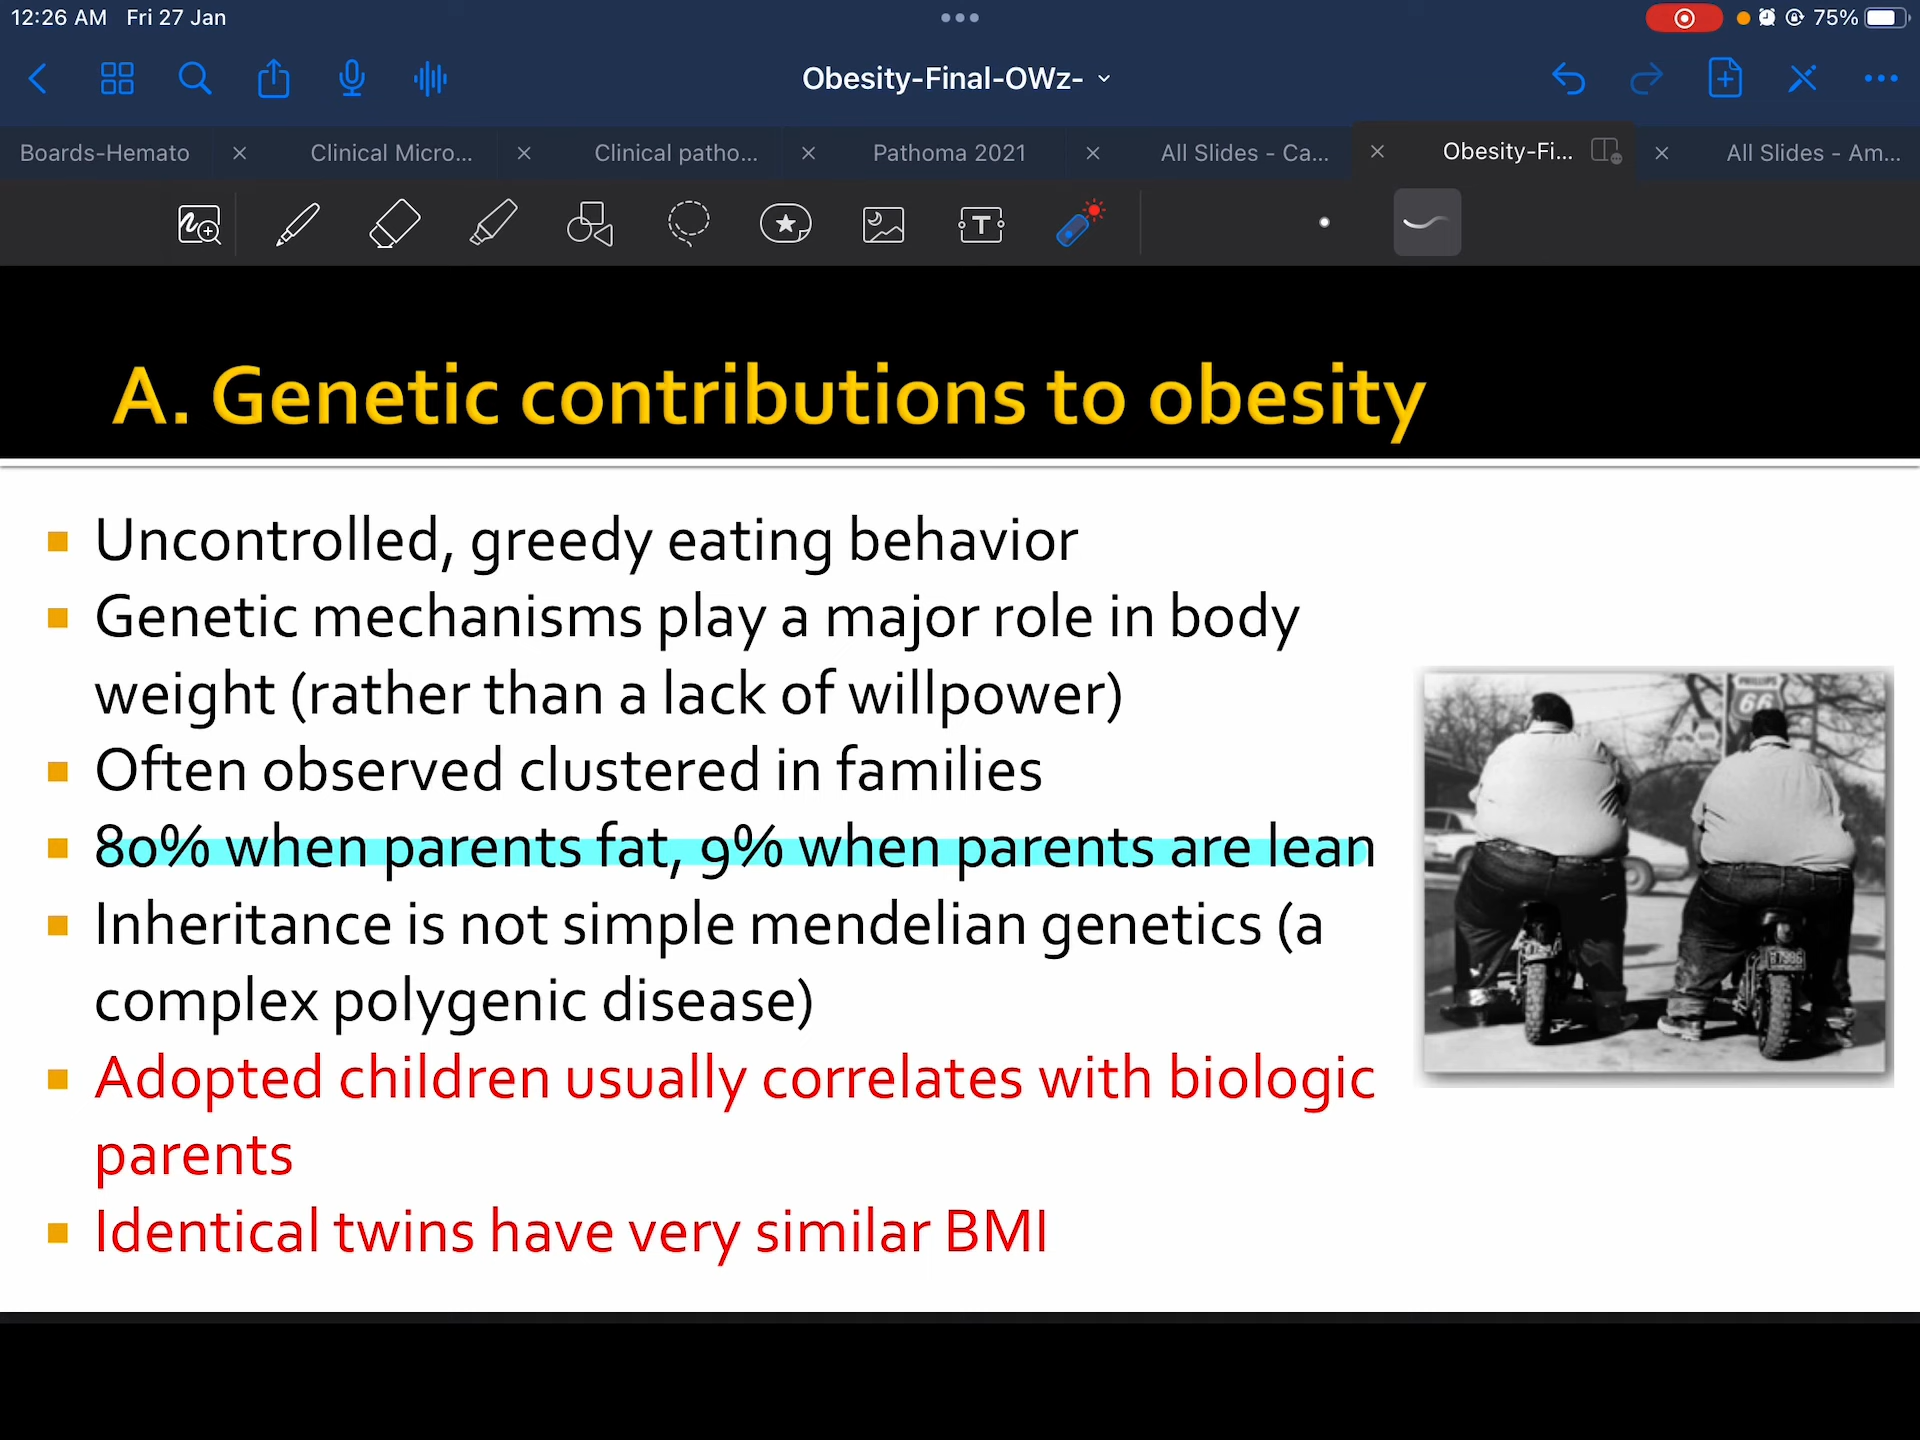 12:26 AM Fri 27 Jan
75%
Obesity-Final-OWz-
Boards-Hemato
Clinical Micro...
Clinical patho...
Pathoma 2021
All Slides - Ca...
Obesity-Fi...
All Slides - Am...
A. Genetic contributions to obesity
Uncontrolled, greedy eating behavior
Genetic mechanisms play a major role in body
weight (rather than a lack of willpower)
Often observed clustered in families
80% when parents fat, 9% when parents are lean
Inheritance is not simple mendelian genetics (a
complex polygenic disease)
Adopted children usually correlates with biologic
parents
Identical twins have very similar BMI
PHILLIPS
66